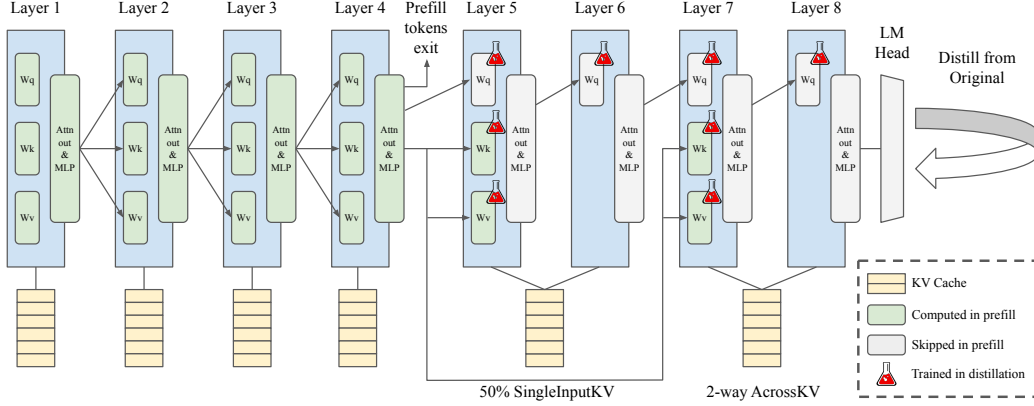 Layer 1
Layer 2
Layer 3
Layer 4
Prefill
tokens
exit
Layer 5
Layer 6
Layer 7
Layer 8
LM
Head
Distill from
Original
Wq
Wk
Wv
Attn
out
&
MLP
Wq
Wk
Wv
Attn
out
&
MLP
Wq
Wk
Wv
Attn
out
&
MLP
Wq
Wk
Wv
Attn
out
&
MLP
Wq
Wk
Wv
Attn
out
&
MLP
Wq
Attn
out
&
MLP
Wq
Wk
Wv
Attn
out
&
MLP
Wq
Attn
out
&
MLP
KV Cache
Computed in prefill
Skipped in prefill
Trained in distillation
50% SingleInputKV
2-way AcrossKV